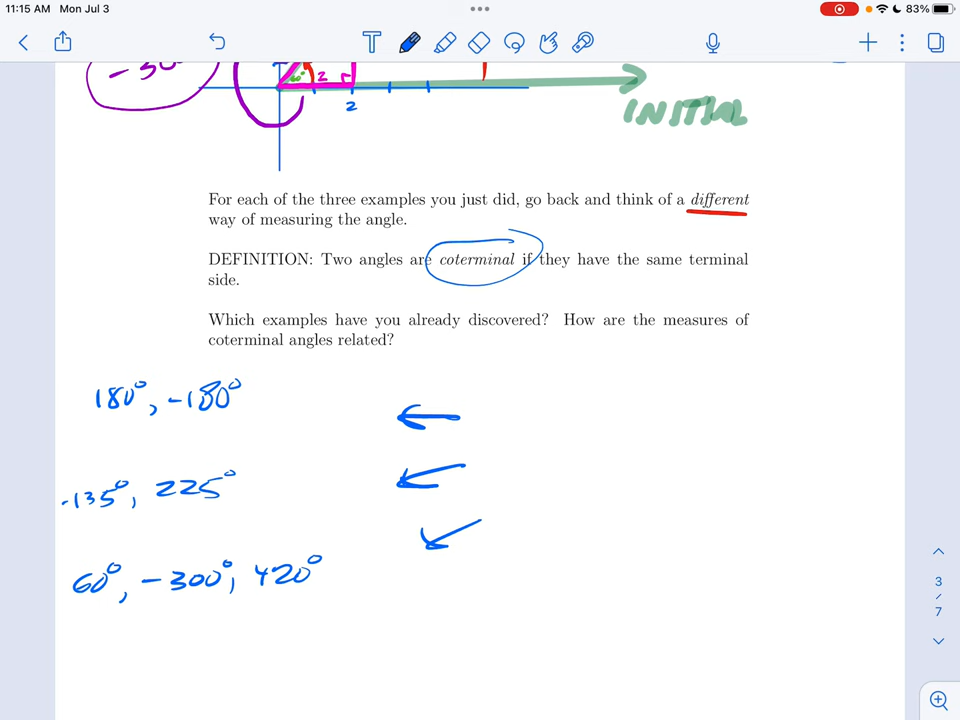 11:15 AM Mon Jul 3
83%
2
2
INITIAL
For each of the three examples you just did, go back and think of a different
way of measuring the angle.
DEFINITION: Two angles are coterminal if they have the same terminal
side.
Which examples have you already discovered? How are the measures of
coterminal angles related?
180°, -180°
-135°, 225°
60°, -300°, 420°
3
/
7